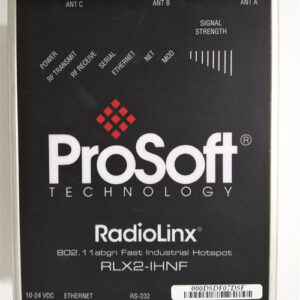 ANT C ANT B ANT A
SIGNAL
STRENGTH
POWER
RF TRANSMIT
RF RECEIVE
SERIAL
ETHERNET
NET
MOD
ProSoft®
TECHNOLOGY
RadioLinx®
802.11abgn Fast Industrial Hotspot
RLX2-IHNF
000D8DF07D8F
10-24 VDC ETHERNET RS-232